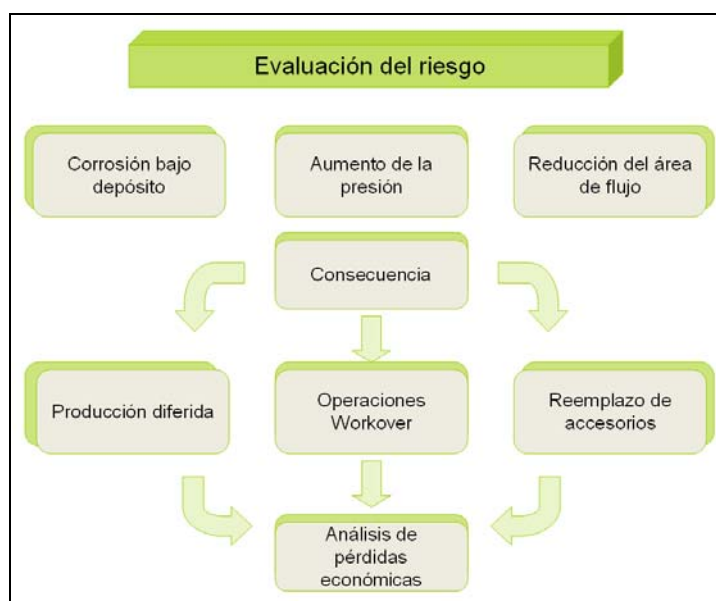 Evaluación del riesgo
Corrosión bajo
depósito
Aumento de la
presión
Reducción del área
de flujo
Consecuencia
Producción diferida
Operaciones
Workover
Reemplazo de
accesorios
Análisis de
pérdidas
económicas